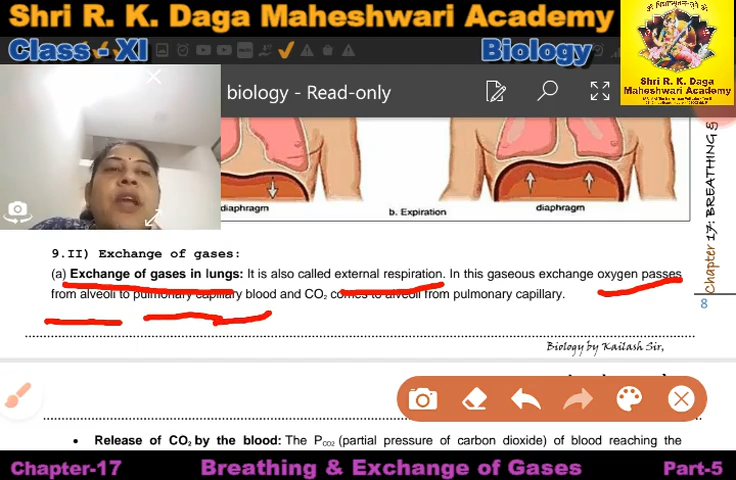 Shri R. K. Daga Maheshwari Academy
Class - XI
Biology
Shri R. K. Daga
Maheshwari Academy
biology - Read-only
diaphragm
b. Expiration
diaphragm
Chapter 17: BREATHING &
9.II) Exchange of gases:
(a) Exchange of gases in lungs: It is also called external respiration. In this gaseous exchange oxygen passes
from alveoli to pulmonary capillary blood and CO₂ comes to alveoli from pulmonary capillary.
8
Biology by Kailash Sir,
• Release of CO₂ by the blood: The PCO2 (partial pressure of carbon dioxide) of blood reaching the
Chapter-17
Breathing & Exchange of Gases
Part-5